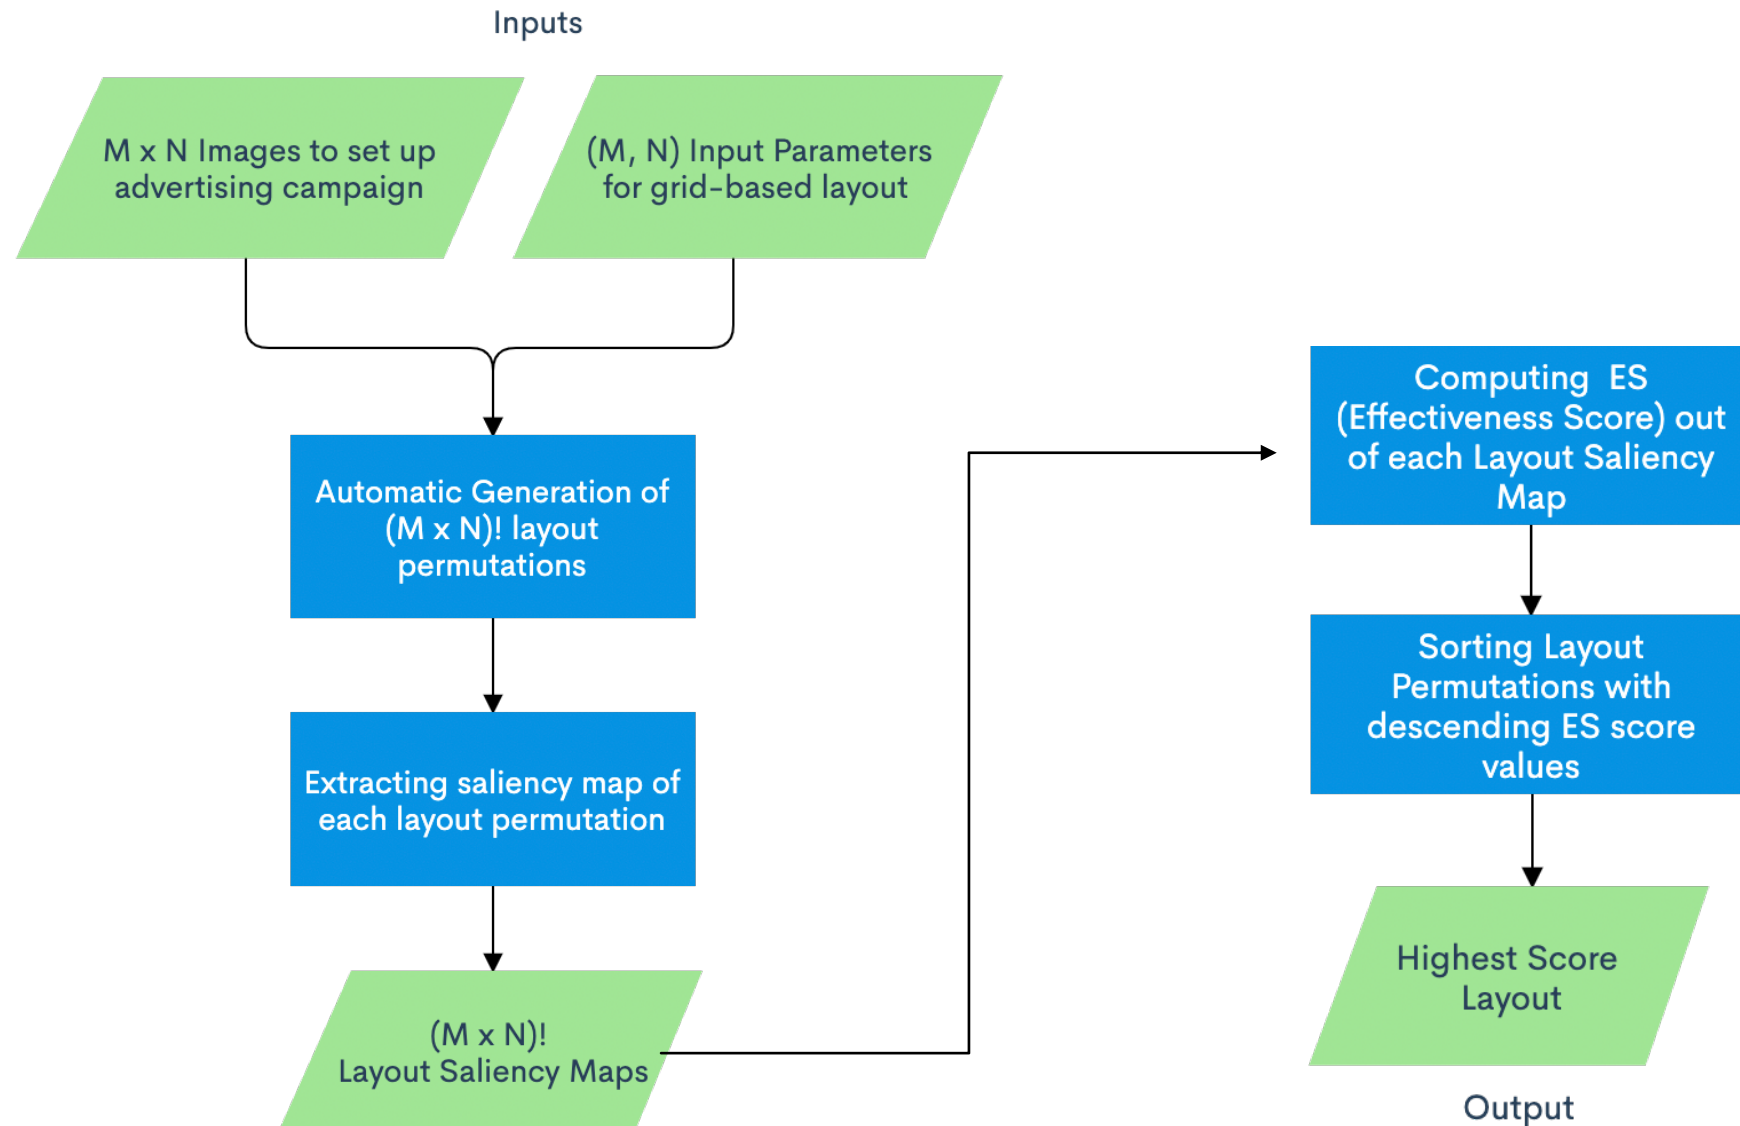 Inputs
M x N Images to set up
advertising campaign
(M, N) Input Parameters
for grid-based layout
Automatic Generation of
(M x N)! layout
permutations
Extracting saliency map of
each layout permutation
(M x N)!
Layout Saliency Maps
Computing ES
(Effectiveness Score) out
of each Layout Saliency
Map
Sorting Layout
Permutations with
descending ES score
values
Highest Score
Layout
Output